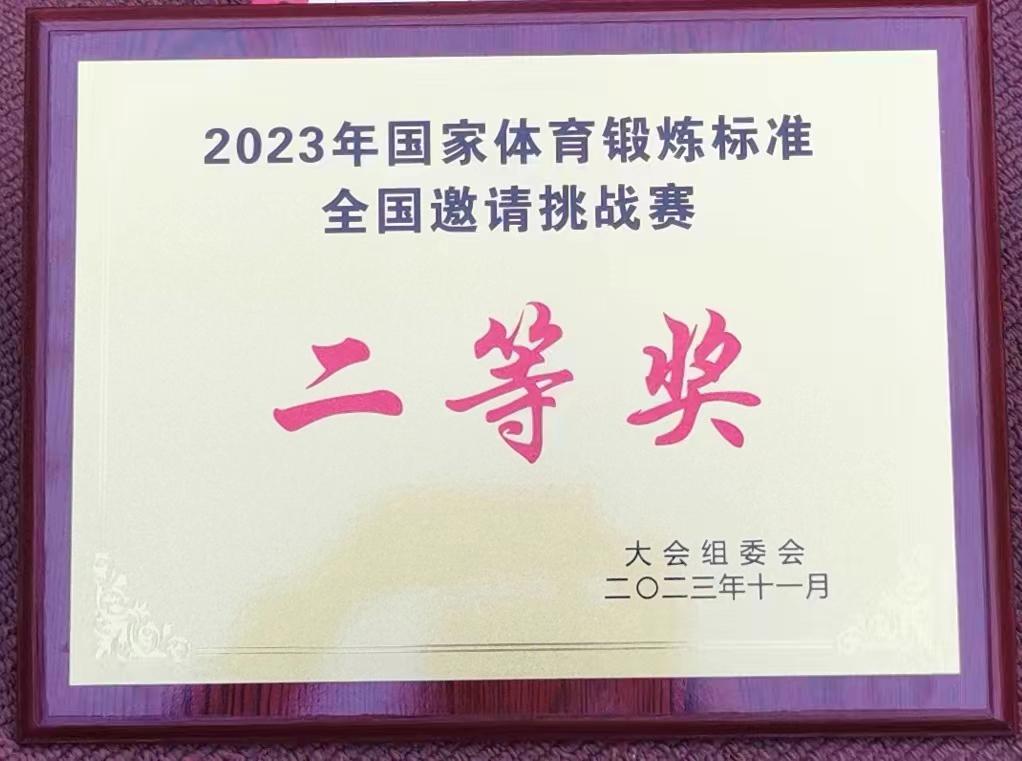 2023年国家体育锻炼标准
全国邀请挑战赛
二等奖
大会组委会
二〇二三年十一月